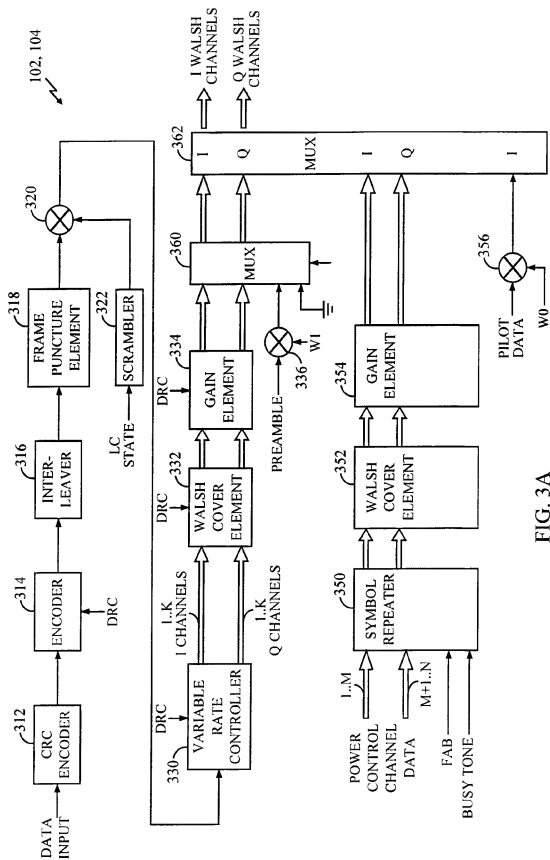 102, 104
DATA
INPUT
312
CRC
ENCODER
314
ENCODER
DRC
316
INTER-
LEAVER
318
FRAME
PUNCTURE
ELEMENT
320
322
SCRAMBLER
LC
STATE
DRC
330
VARIABLE
RATE
CONTROLLER
1..K
I CHANNELS
1..K
Q CHANNELS
DRC
332
WALSH
COVER
ELEMENT
DRC
334
GAIN
ELEMENT
PREAMBLE
336
W1
360
MUX
362
I
Q
MUX
I
Q
I
I WALSH
CHANNELS
Q WALSH
CHANNELS
POWER
CONTROL
CHANNEL
DATA
1..M
M+1..N
FAB
BUSY TONE
350
SYMBOL
REPEATER
352
WALSH
COVER
ELEMENT
354
GAIN
ELEMENT
PILOT
DATA
356
W0
FIG. 3A